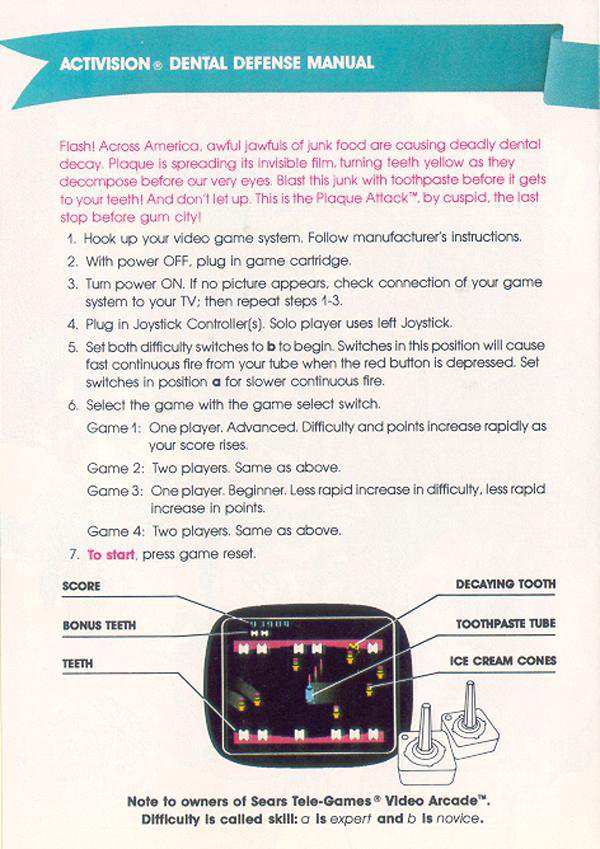 ACTIVISION ® DENTAL DEFENSE MANUAL
Flash! Across America, awful jawfuls of junk food are causing deadly dental
decay. Plaque is spreading its invisible film, turning teeth yellow as they
decompose before our very eyes. Blast this junk with toothpaste before it gets
to your teeth! And don't let up. This is the Plaque Attack™, by cuspid, the last
stop before gum city!
1. Hook up your video game system. Follow manufacturer's instructions.
2. With power OFF, plug in game cartridge.
3. Turn power ON. If no picture appears, check connection of your game
system to your TV; then repeat steps 1-3.
4. Plug in Joystick Controller(s). Solo player uses left Joystick.
5. Set both difficulty switches to b to begin. Switches in this position will cause
fast continuous fire from your tube when the red button is depressed. Set
switches in position a for slower continuous fire.
6. Select the game with the game select switch.
Game 1: One player. Advanced. Difficulty and points increase rapidly as
your score rises.
Game 2: Two players. Same as above.
Game 3: One player. Beginner. Less rapid increase in difficulty, less rapid
increase in points.
Game 4: Two players. Same as above.
7. To start, press game reset.
SCORE
BONUS TEETH
TEETH
DECAYING TOOTH
TOOTHPASTE TUBE
ICE CREAM CONES
Note to owners of Sears Tele-Games® Video Arcade™.
Difficulty is called skill: a is expert and b is novice.